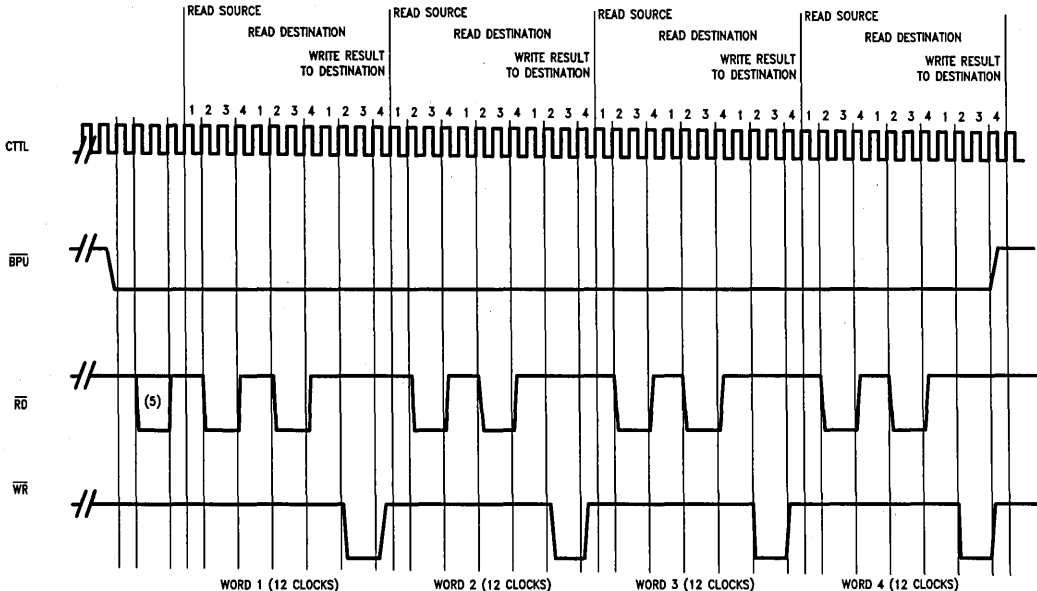 READ SOURCE READ SOURCE READ SOURCE READ SOURCE
READ DESTINATION READ DESTINATION READ DESTINATION READ DESTINATION
WRITE RESULT WRITE RESULT WRITE RESULT WRITE RESULT
TO DESTINATION TO DESTINATION TO DESTINATION TO DESTINATION
1 2 3 4 1 2 3 4 1 2 3 4 1 2 3 4 1 2 3 4 1 2 3 4 1 2 3 4 1 2 3 4 1 2 3 4 1 2 3 4 1 2 3 4 1 2 3 4
CTTL
BPU
RD
(5)
WR
WORD 1 (12 CLOCKS) WORD 2 (12 CLOCKS) WORD 3 (12 CLOCKS) WORD 4 (12 CLOCKS)